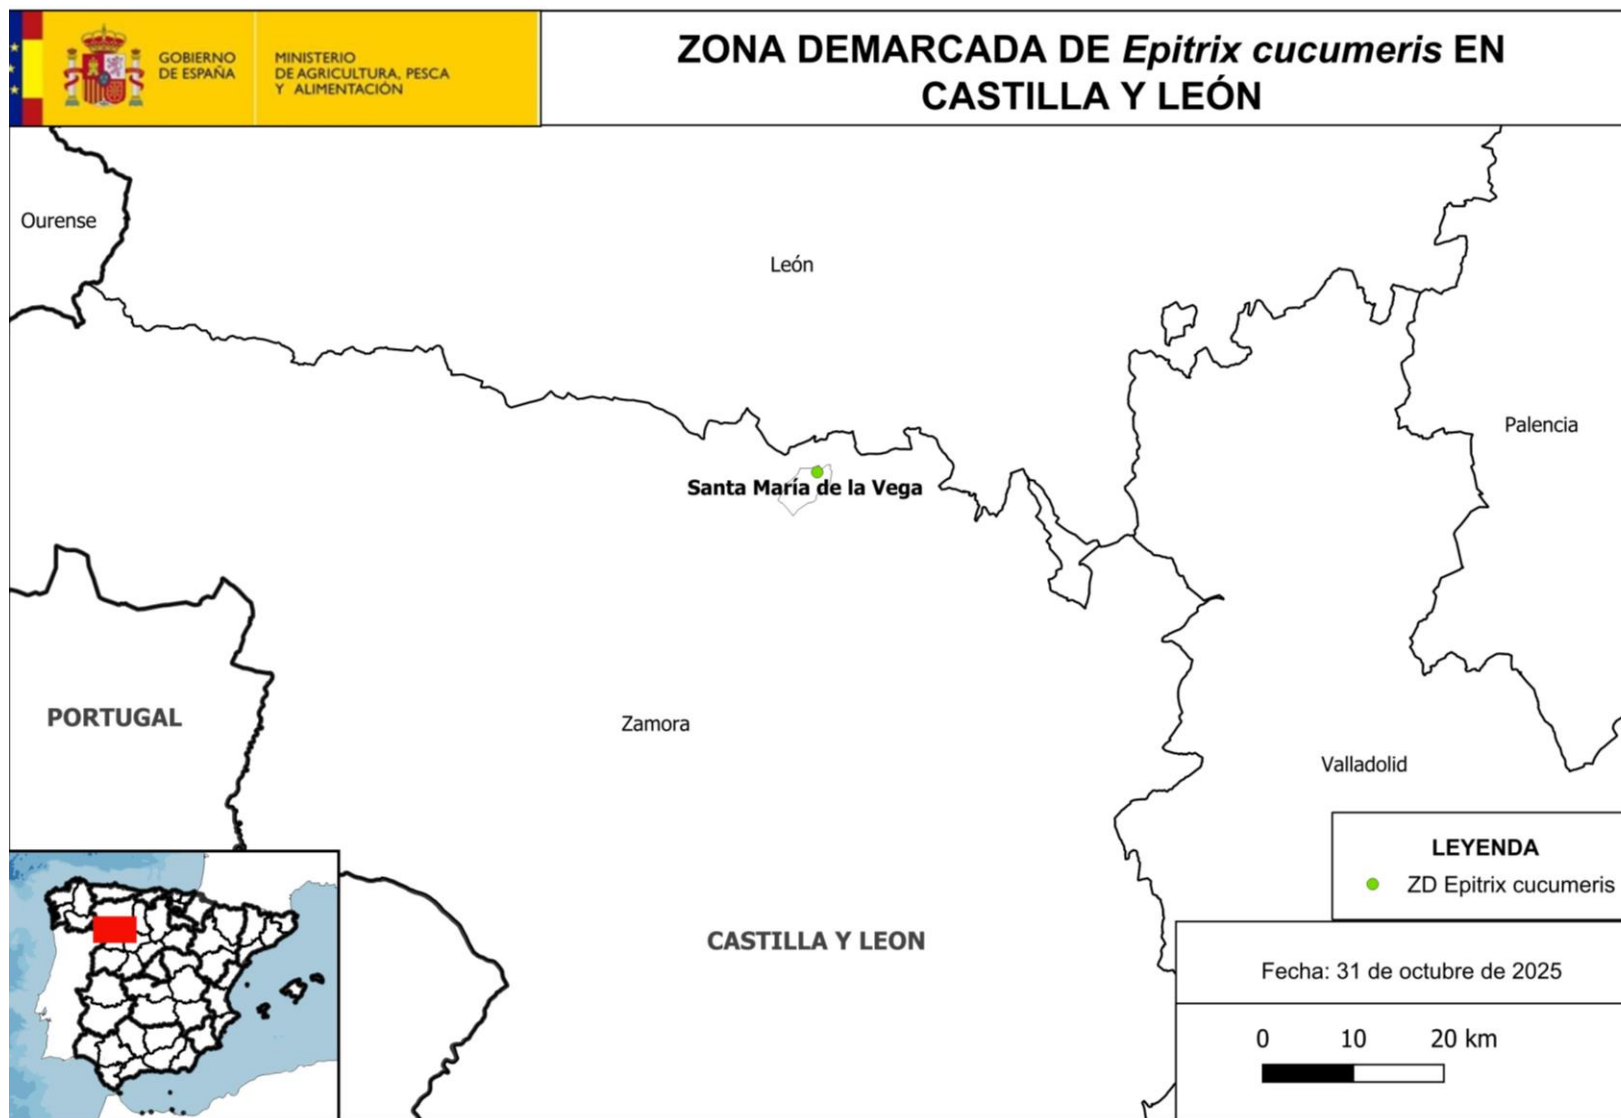 GOBIERNO
DE ESPAÑA
MINISTERIO
DE AGRICULTURA, PESCA
Y ALIMENTACIÓN
ZONA DEMARCADA DE Epitrix cucumeris EN
CASTILLA Y LEÓN
Ourense
León
Palencia
Santa María de la Vega
PORTUGAL
Zamora
Valladolid
CASTILLA Y LEON
LEYENDA
ZD Epitrix cucumeris
Fecha: 31 de octubre de 2025
0 10 20 km